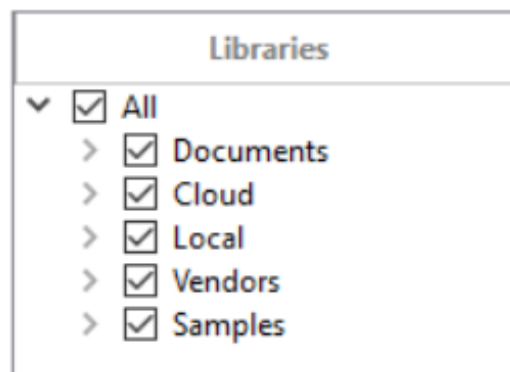 Libraries
All
Documents
Cloud
Local
Vendors
Samples